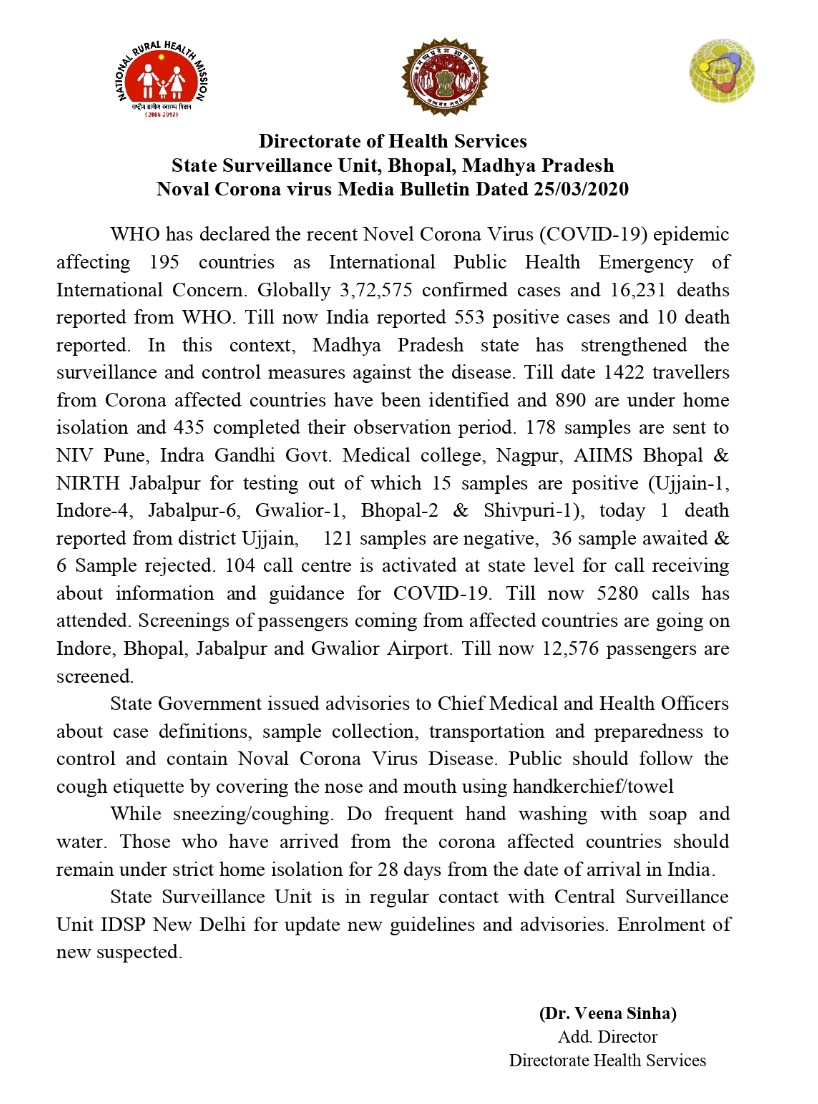 NATIONAL RURAL HEALTH MISSION
राष्ट्रीय ग्रामीण स्वास्थ्य मिशन
(2005-2012)
Directorate of Health Services
State Surveillance Unit, Bhopal, Madhya Pradesh
Noval Corona virus Media Bulletin Dated 25/03/2020
WHO has declared the recent Novel Corona Virus (COVID-19) epidemic
affecting 195 countries as International Public Health Emergency of
International Concern. Globally 3,72,575 confirmed cases and 16,231 deaths
reported from WHO. Till now India reported 553 positive cases and 10 death
reported. In this context, Madhya Pradesh state has strengthened the
surveillance and control measures against the disease. Till date 1422 travellers
from Corona affected countries have been identified and 890 are under home
isolation and 435 completed their observation period. 178 samples are sent to
NIV Pune, Indra Gandhi Govt. Medical college, Nagpur, AIIMS Bhopal &
NIRTH Jabalpur for testing out of which 15 samples are positive (Ujjain-1,
Indore-4, Jabalpur-6, Gwalior-1, Bhopal-2 & Shivpuri-1), today 1 death
reported from district Ujjain, 121 samples are negative, 36 sample awaited &
6 Sample rejected. 104 call centre is activated at state level for call receiving
about information and guidance for COVID-19. Till now 5280 calls has
attended. Screenings of passengers coming from affected countries are going on
Indore, Bhopal, Jabalpur and Gwalior Airport. Till now 12,576 passengers are
screened.
State Government issued advisories to Chief Medical and Health Officers
about case definitions, sample collection, transportation and preparedness to
control and contain Noval Corona Virus Disease. Public should follow the
cough etiquette by covering the nose and mouth using handkerchief/towel
While sneezing/coughing. Do frequent hand washing with soap and
water. Those who have arrived from the corona affected countries should
remain under strict home isolation for 28 days from the date of arrival in India.
State Surveillance Unit is in regular contact with Central Surveillance
Unit IDSP New Delhi for update new guidelines and advisories. Enrolment of
new suspected.
(Dr. Veena Sinha)
Add. Director
Directorate Health Services